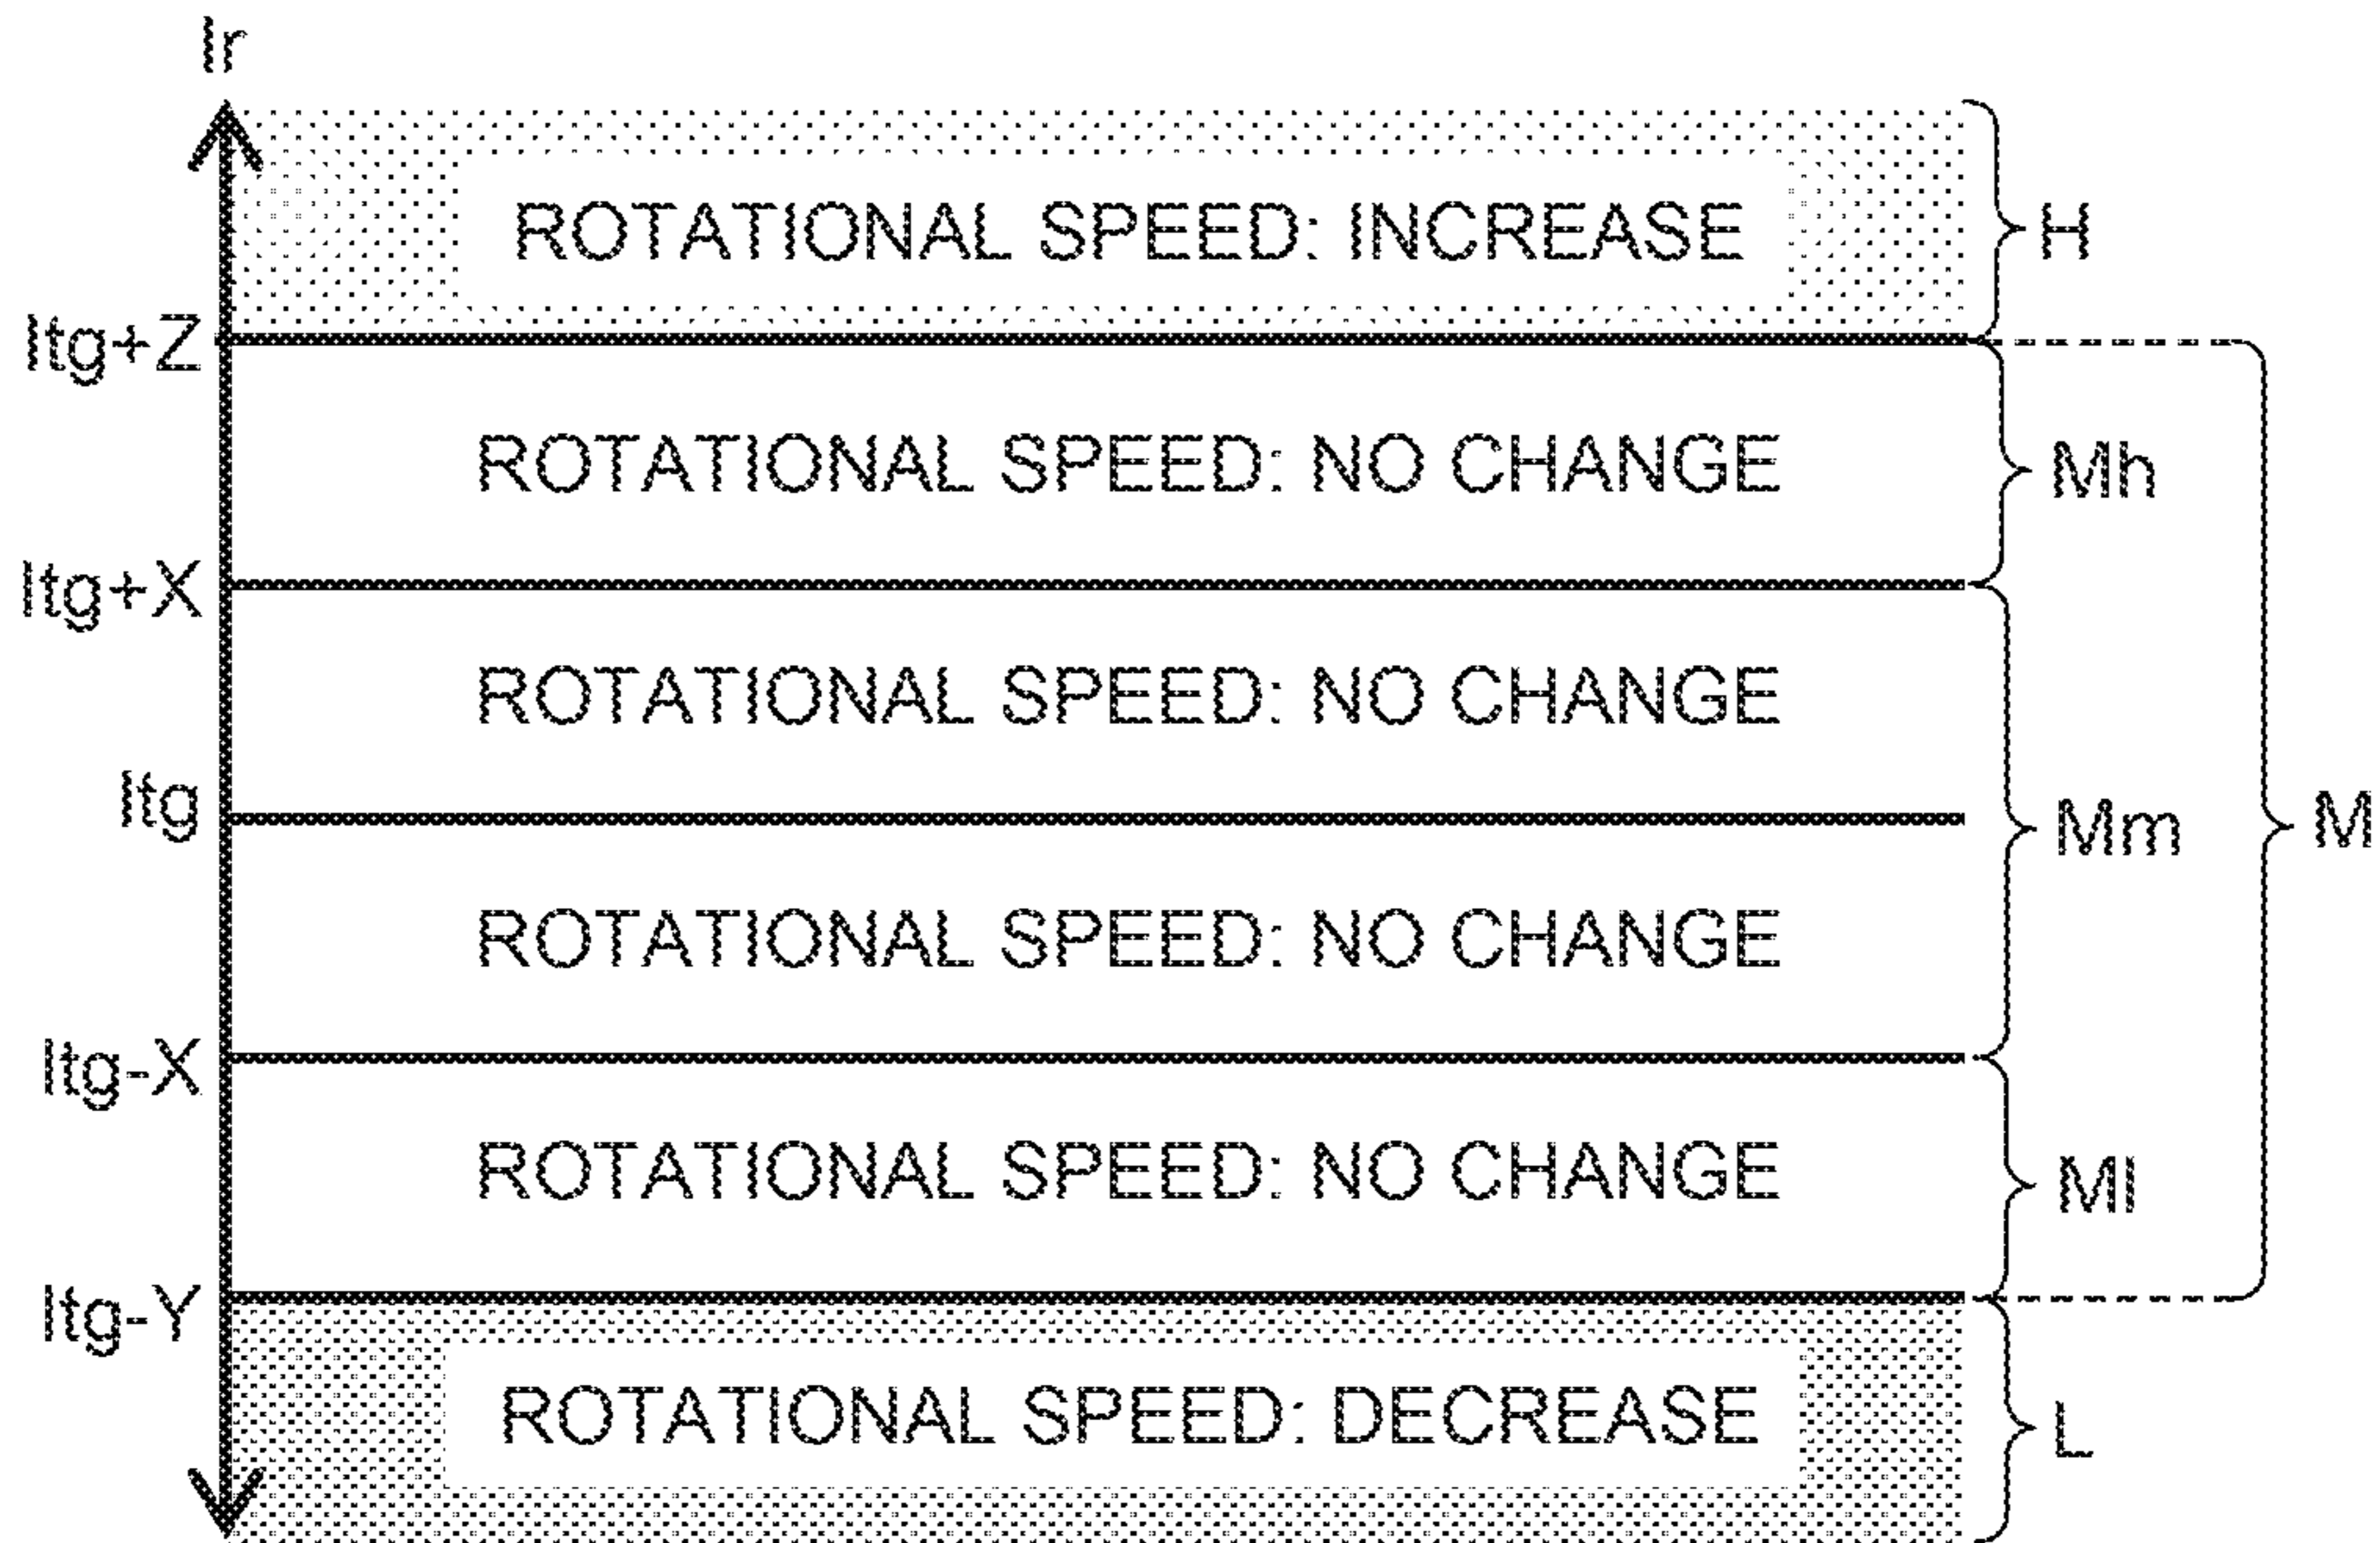 Ir
ROTATIONAL SPEED: INCREASE
H
Itg+Z
ROTATIONAL SPEED: NO CHANGE
Mh
Itg+X
ROTATIONAL SPEED: NO CHANGE
Itg
Mm
M
ROTATIONAL SPEED: NO CHANGE
Itg-X
ROTATIONAL SPEED: NO CHANGE
Ml
Itg-Y
ROTATIONAL SPEED: DECREASE
L